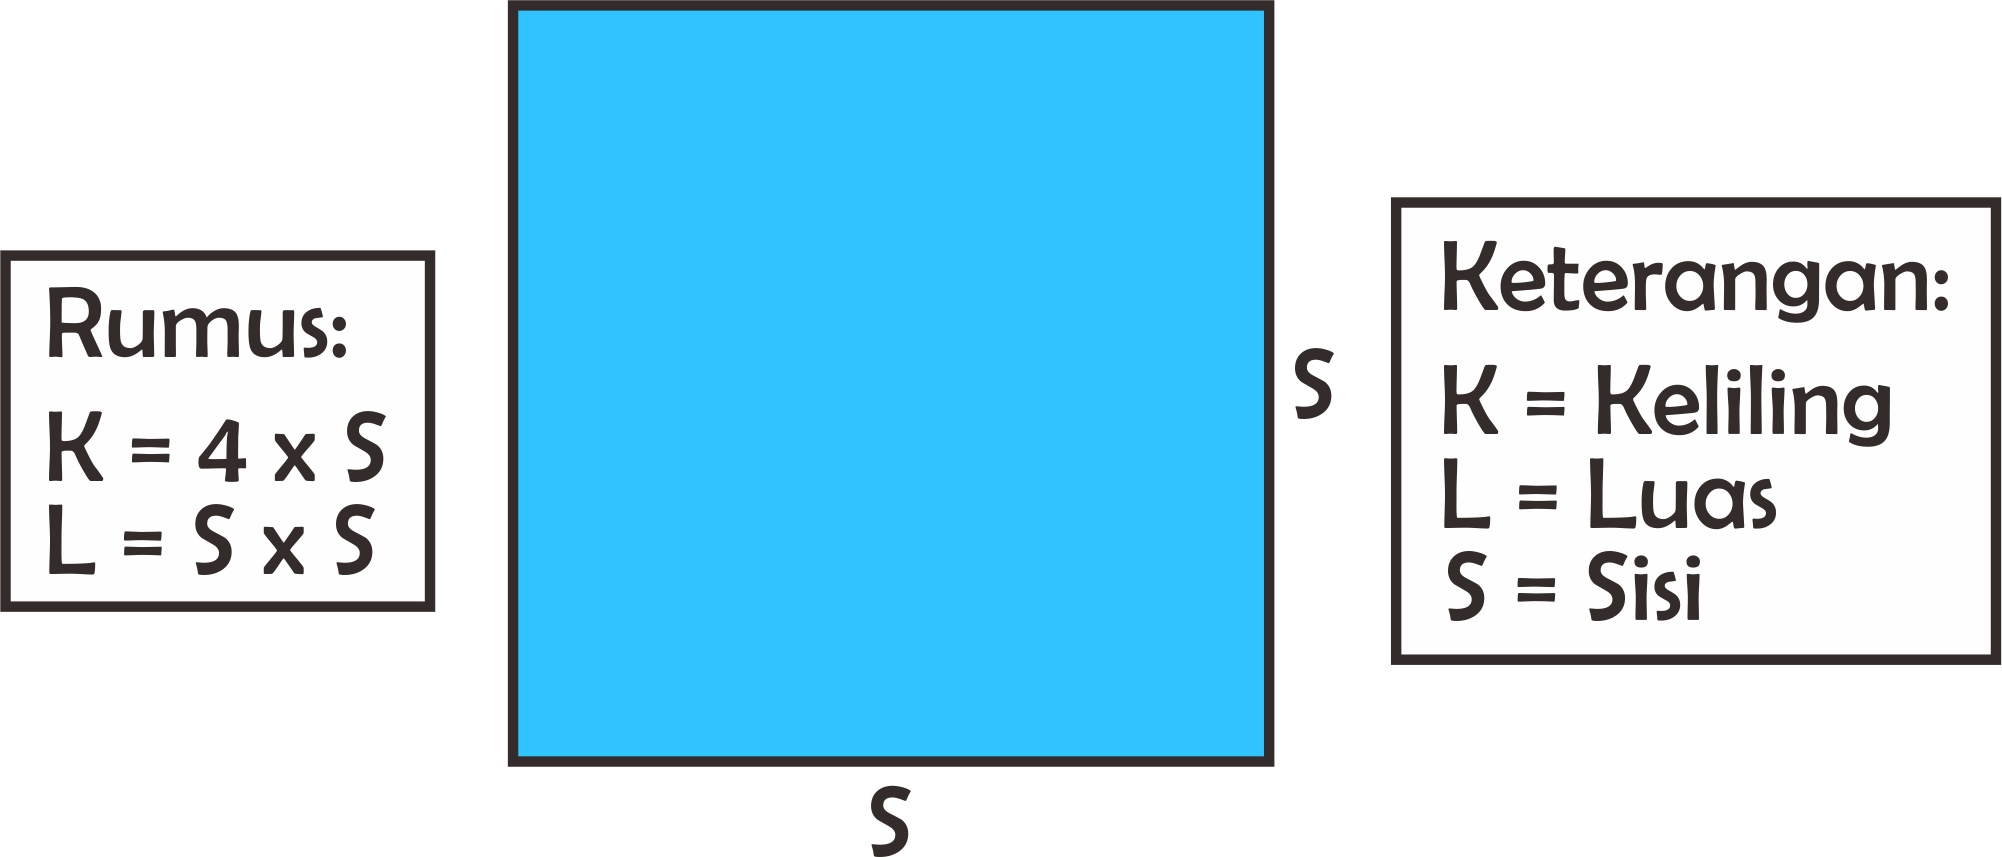 Rumus:
K = 4 x S
L = S x S
S
S
Keterangan:
K = Keliling
L = Luas
S = Sisi